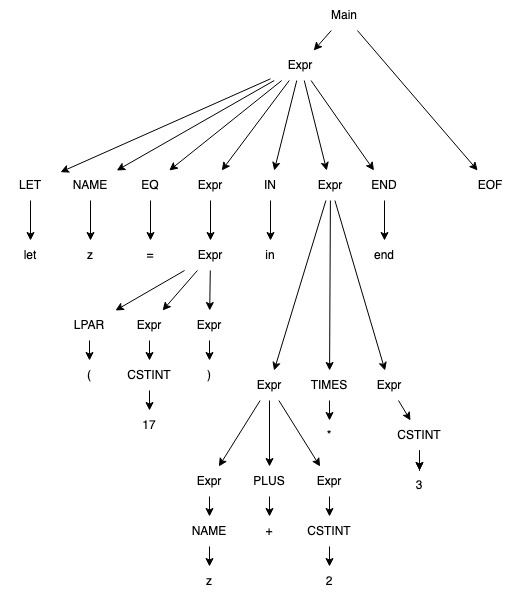 Main
Expr
LET NAME EQ Expr IN Expr END EOF
let z = Expr in end
LPAR Expr Expr
( CSTINT )
Expr TIMES Expr
17
*
CSTINT
Expr PLUS Expr
3
NAME + CSTINT
z 2